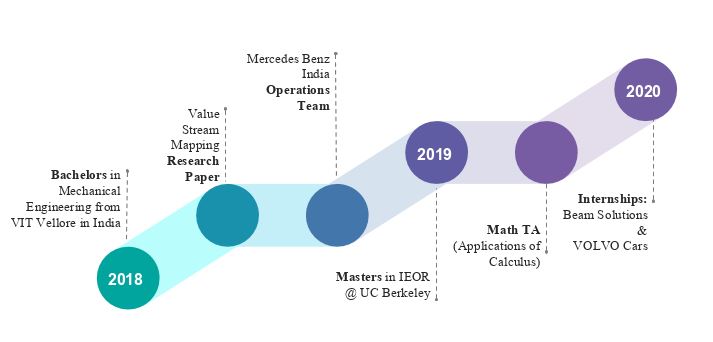 Bachelors in
Mechanical
Engineering from
VIT Vellore in India
2018
Value
Stream
Mapping
Research
Paper
Mercedes Benz
India
Operations
Team
2019
Masters in IEOR
@ UC Berkeley
Math TA
(Applications of
Calculus)
2020
Internships:
Beam Solutions
&
VOLVO Cars